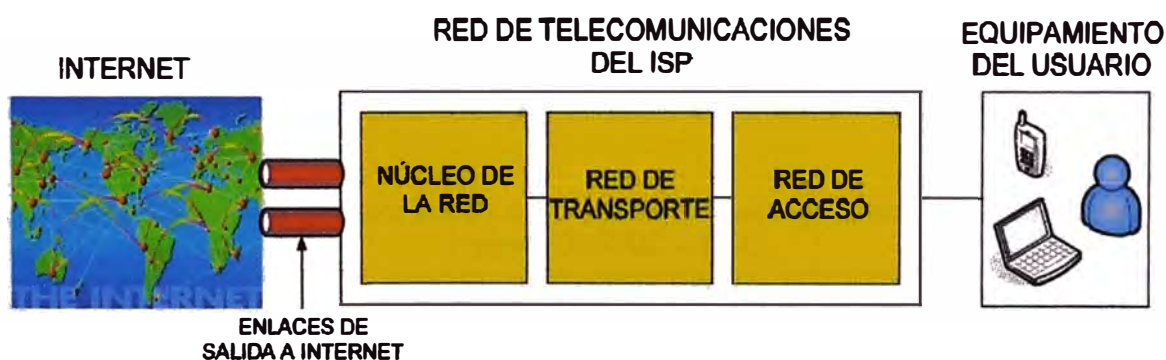 INTERNET
RED DE TELECOMUNICACIONES
DEL ISP
EQUIPAMIENTO
DEL USUARIO
NÚCLEO DE
LA RED
RED DE
TRANSPORTE
RED DE
ACCESO
THE INTERNET
ENLACES DE
SALIDA A INTERNET